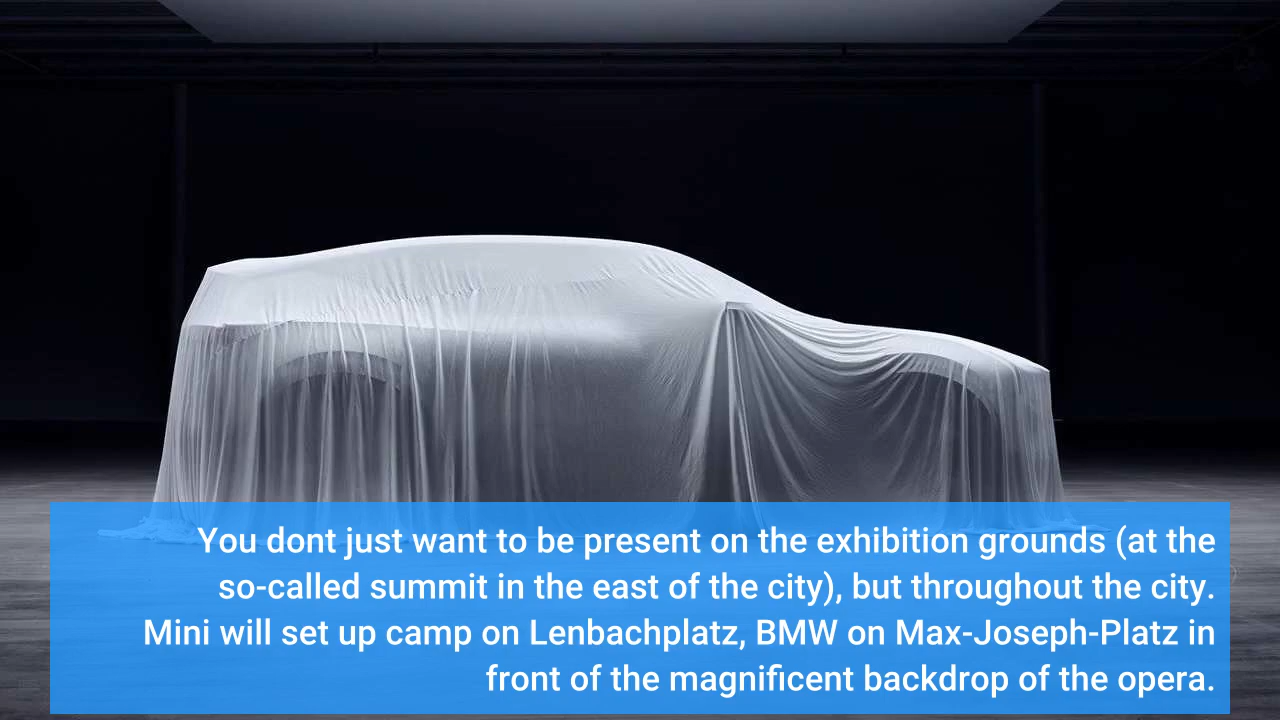 You dont just want to be present on the exhibition grounds (at the
so-called summit in the east of the city), but throughout the city.
Mini will set up camp on Lenbachplatz, BMW on Max-Joseph-Platz in
front of the magnificent backdrop of the opera.